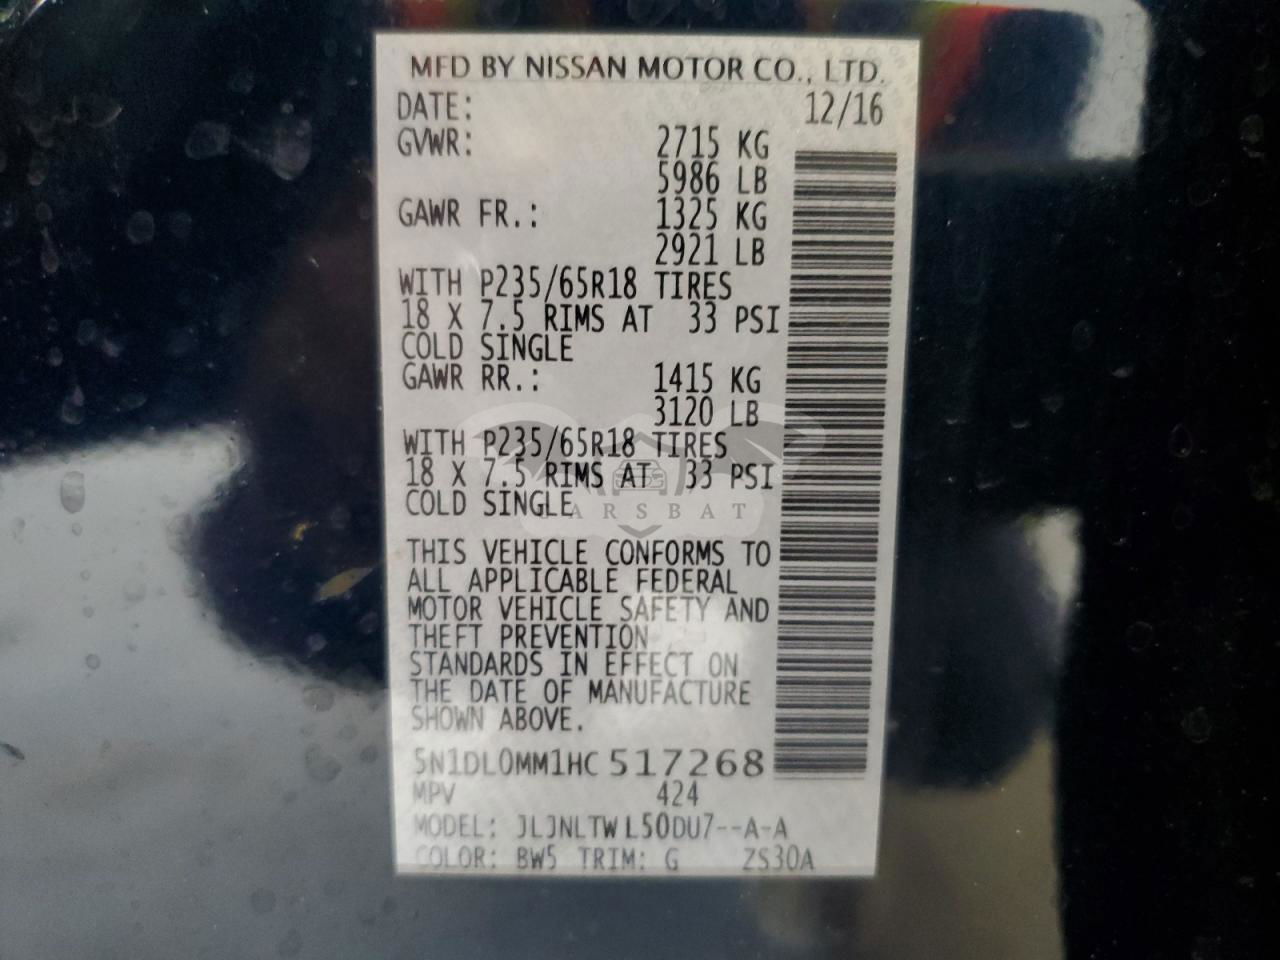 MFD BY NISSAN MOTOR CO., LTD.
DATE: 12/16
GVWR: 2715 KG
5986 LB
GAWR FR.: 1325 KG
2921 LB
WITH P235/65R18 TIRES
18 X 7.5 RIMS AT 33 PSI
COLD SINGLE
GAWR RR.: 1415 KG
3120 LB
WITH P235/65R18 TIRES
18 X 7.5 RIMS AT 33 PSI
COLD SINGLE
CARSBAT
THIS VEHICLE CONFORMS TO
ALL APPLICABLE FEDERAL
MOTOR VEHICLE SAFETY AND
THEFT PREVENTION
STANDARDS IN EFFECT ON
THE DATE OF MANUFACTURE
SHOWN ABOVE.
5N1DL0MM1HC517268
MPV 424
MODEL: JLJNLTWL50DU7--A-A
COLOR: BW5 TRIM: G ZS30A